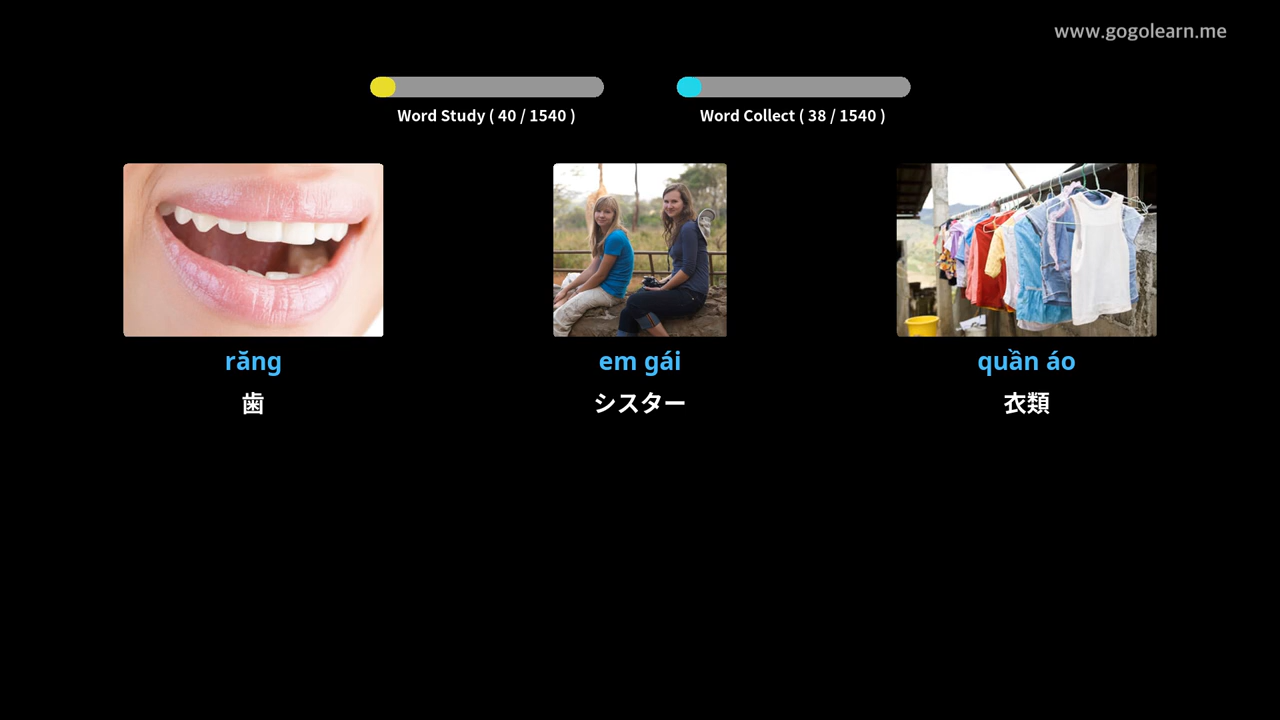 www.gogolearn.me
Word Study ( 40 / 1540 )
Word Collect ( 38 / 1540 )
răng
em gái
quần áo
歯
シスター
衣類